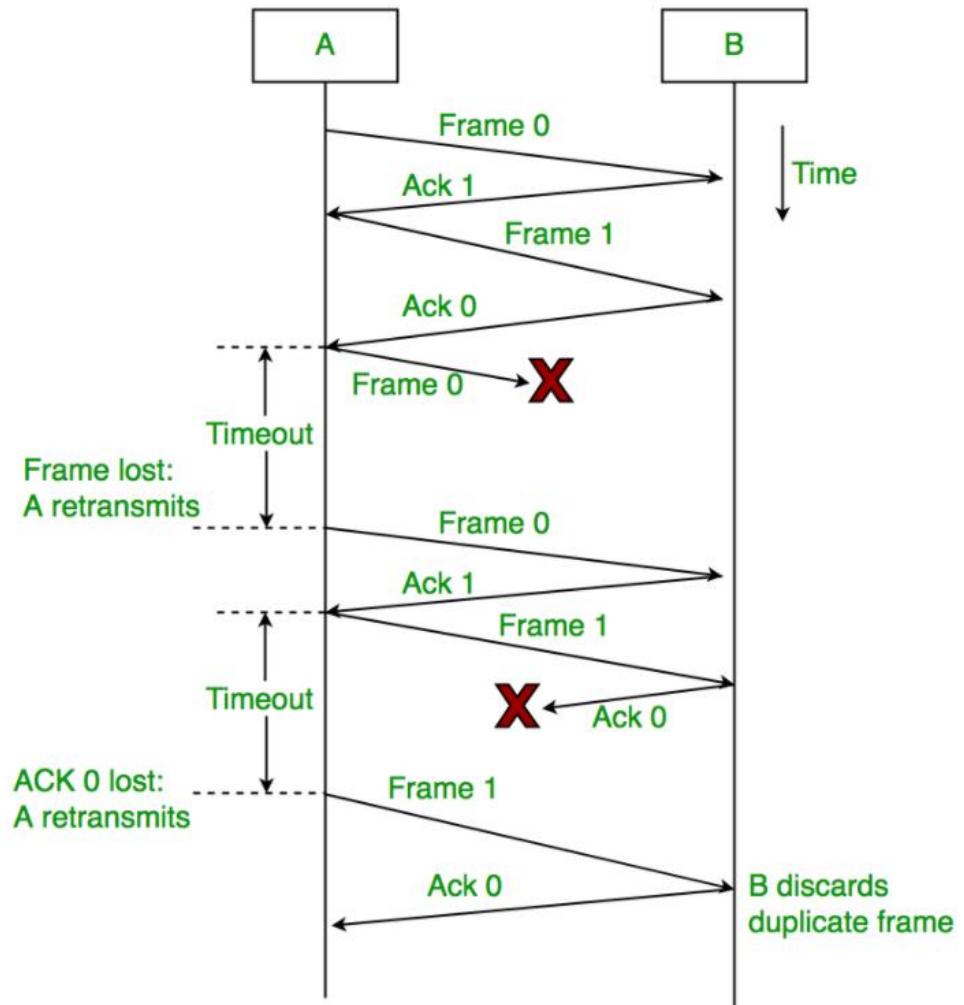 A
B
Frame 0
Time
Ack 1
Frame 1
Ack 0
X
Frame 0
Timeout
Frame lost:
A retransmits
Frame 0
Ack 1
Frame 1
Timeout
X
Ack 0
ACK 0 lost:
A retransmits
Frame 1
Ack 0
B discards
duplicate frame